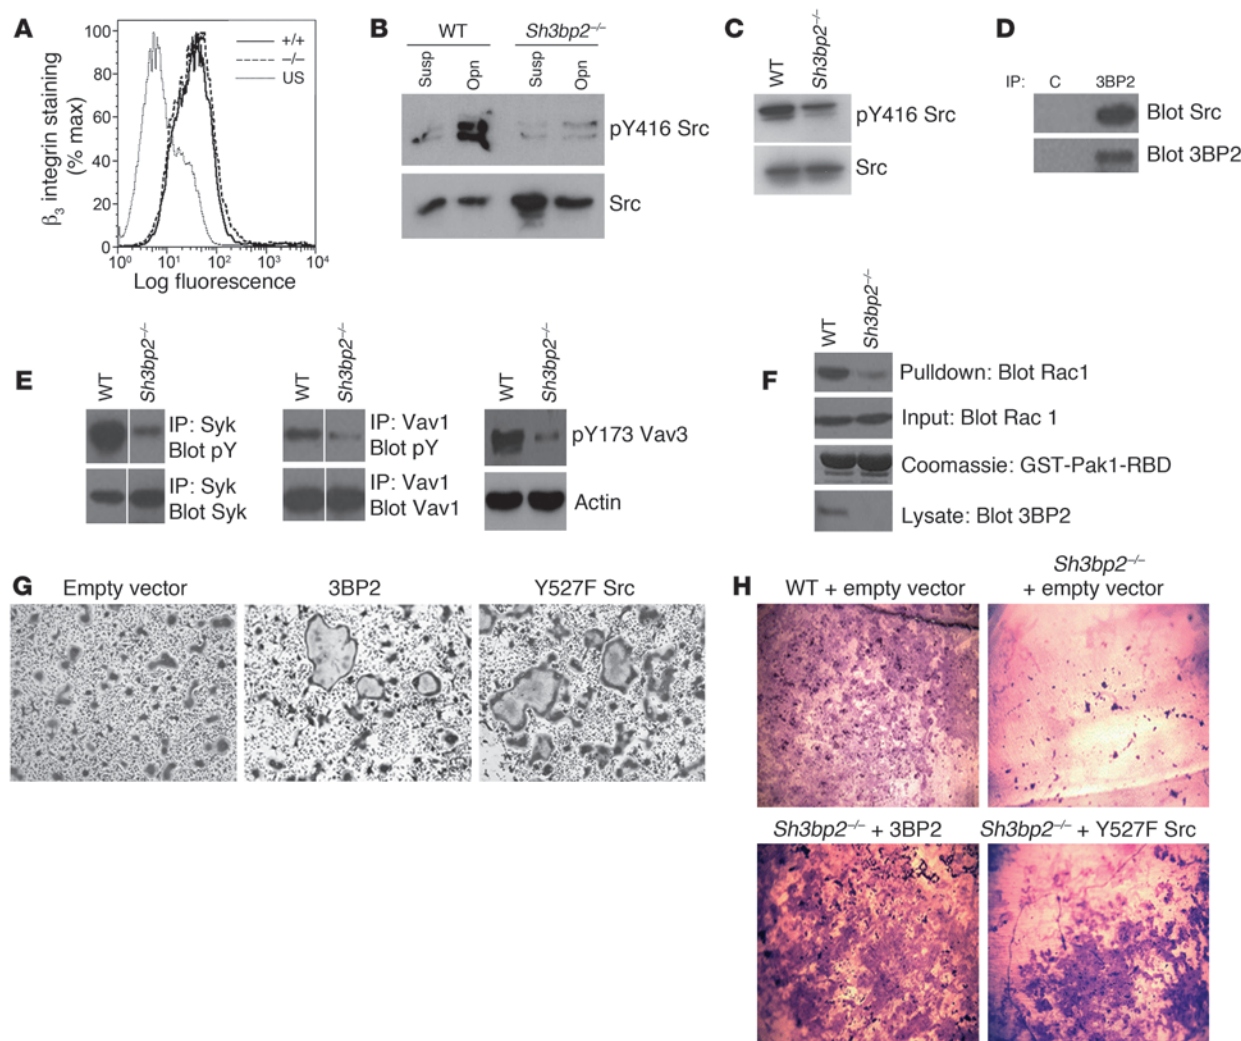 A
β3 integrin staining
(% max)
100
80
60
40
20
0
+/+
–/–
US
10⁰ 10¹ 10² 10³ 10⁴
Log fluorescence
B
WT Sh3bp2–/–
Susp Opn Susp Opn
pY416 Src
Src
C
WT Sh3bp2–/–
pY416 Src
Src
D
IP: C 3BP2
Blot Src
Blot 3BP2
E
WT Sh3bp2–/–
IP: Syk
Blot pY
IP: Syk
Blot Syk
WT Sh3bp2–/–
IP: Vav1
Blot pY
IP: Vav1
Blot Vav1
WT Sh3bp2–/–
pY173 Vav3
Actin
F
WT Sh3bp2–/–
Pulldown: Blot Rac1
Input: Blot Rac 1
Coomassie: GST-Pak1-RBD
Lysate: Blot 3BP2
G
Empty vector
3BP2
Y527F Src
H
WT + empty vector
Sh3bp2–/–
+ empty vector
Sh3bp2–/– + 3BP2
Sh3bp2–/– + Y527F Src